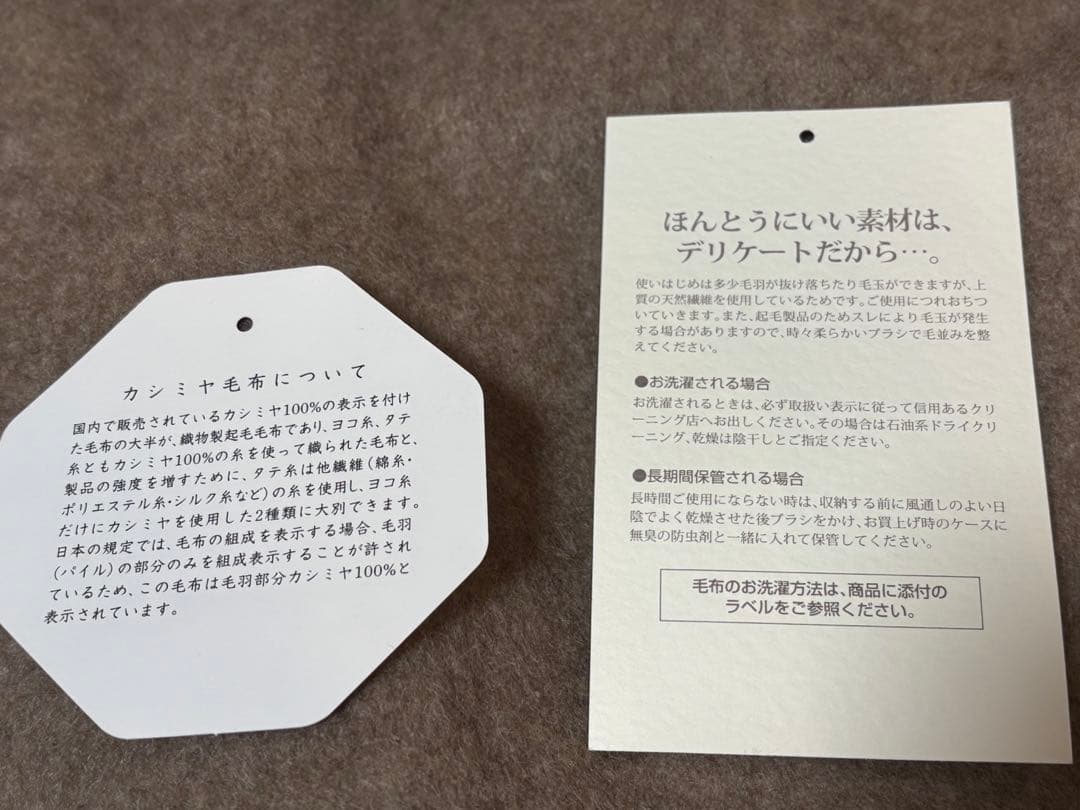 カシミヤ毛布について
国内で販売されているカシミヤ100%の表示を付け
た毛布の大半が、織物製起毛毛布であり、ヨコ糸、タテ
糸ともカシミヤ100%の糸を使って織られた毛布と、
製品の強度を増すために、タテ糸は他繊維（綿糸・
ポリエステル糸・シルク糸など）の糸を使用し、ヨコ糸
だけにカシミヤを使用した2種類に大別できます。
日本の規定では、毛布の組成を表示する場合、毛羽
（パイル）の部分のみを組成表示することが許され
ているため、この毛布は毛羽部分カシミヤ100%と
表示されています。
ほんとうにいい素材は、
デリケートだから…。
使いはじめは多少毛羽が抜け落ちたり毛玉ができますが、上
質の天然繊維を使用しているためです。ご使用につれおちつ
いていきます。また、起毛製品のためスレにより毛玉が発生
する場合がありますので、時々柔らかいブラシで毛並みを整
えてください。
●お洗濯される場合
お洗濯されるときは、必ず取扱い表示に従って信用あるクリ
ーニング店へお出しください。その場合は石油系ドライクリ
ーニング、乾燥は陰干しとご指定ください。
●長期間保管される場合
長時間ご使用にならない時は、収納する前に風通しのよい日
陰でよく乾燥させた後ブラシをかけ、お買上げ時のケースに
無臭の防虫剤と一緒に入れて保管してください。
毛布のお洗濯方法は、商品に添付の
ラベルをご参照ください。